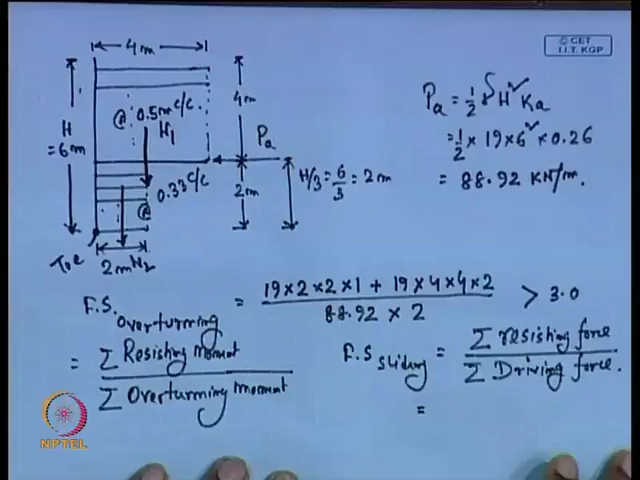 © CET
I.I.T. KGP
4m
H
= 6m
@ 0.5m c/c.
H₁
4m
Pa
@ 0.33 c/c
2m
H/3 = 6/3 = 2m
Toe
2m
W₂
Pa = 1/2 γ H² Ka
= 1/2 × 19 × 6² × 0.26
= 88.92 KN/m.
F.S. overturning = (19×2×2×1 + 19×4×4×2) / (88.92 × 2) > 3.0
= Σ Resisting moment / Σ Overturning moment
F.S sliding = Σ resisting force / Σ Driving force.
=
NPTEL